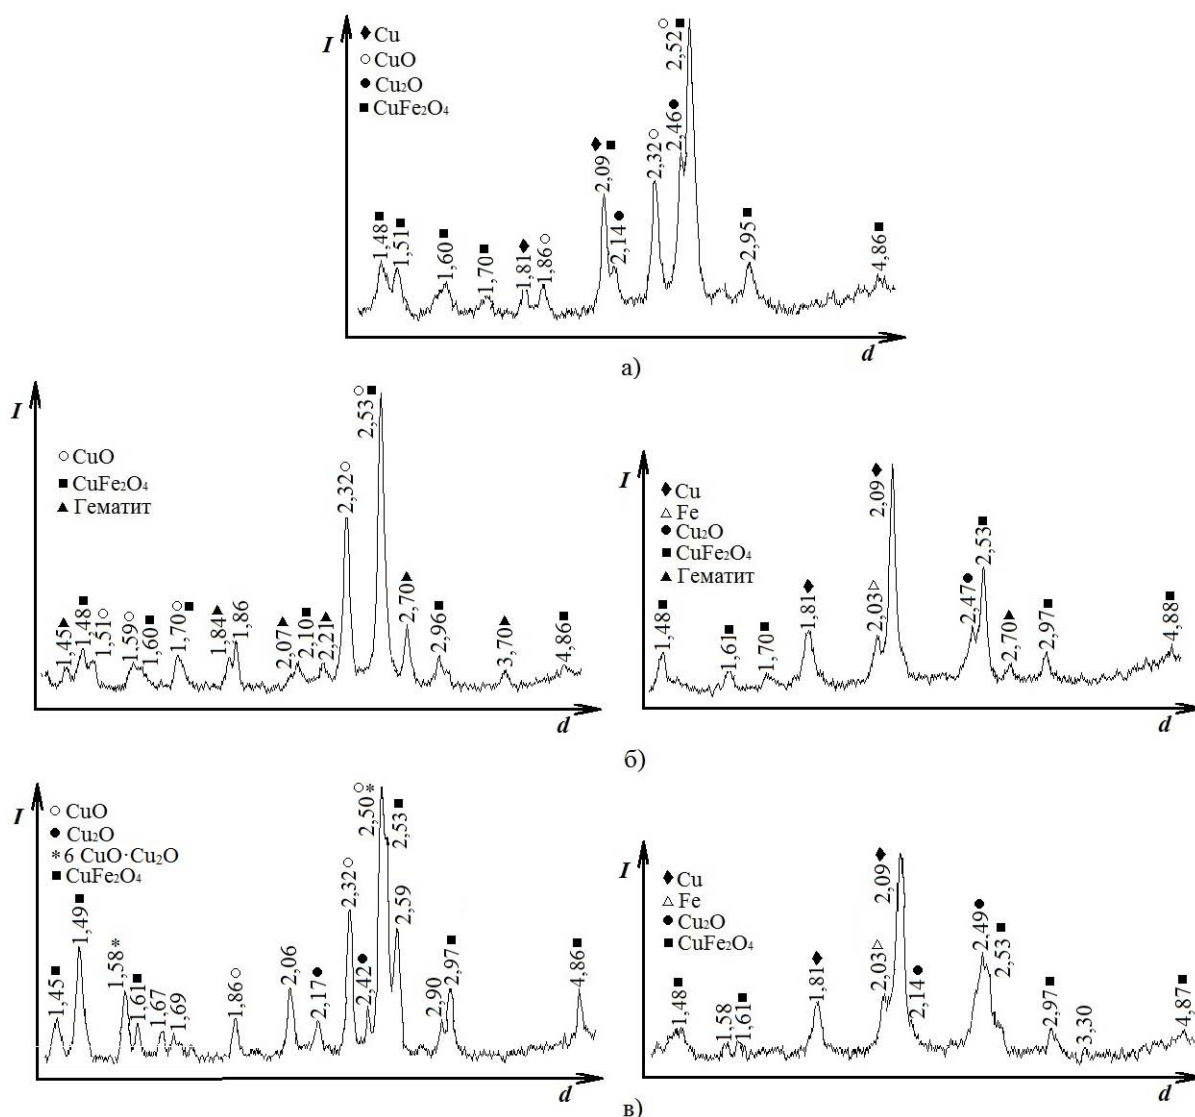 I
♦ Cu
○ CuO
● Cu₂O
■ CuFe₂O₄
1,48■
1,51■
1,60■
1,70■
1,81♦
1,86○
2,09♦■
2,14●
2,32○
2,46●
2,52○■
2,95■
4,86■
d
а)
I
○ CuO
■ CuFe₂O₄
▲ Гематит
1,45▲
1,48■
1,51○
1,59○
1,60■
1,70○■
1,84▲
1,86
2,07▲
2,10■
2,21▲
2,32○
2,53○■
2,70▲
2,96■
3,70▲
4,86■
d
I
♦ Cu
△ Fe
● Cu₂O
■ CuFe₂O₄
▲ Гематит
1,48■
1,61■
1,70■
1,81♦
2,03△
2,09♦
2,47●
2,53■
2,70▲
2,97■
4,88■
d
б)
I
○ CuO
● Cu₂O
* 6 CuO·Cu₂O
■ CuFe₂O₄
1,45■
1,49■
1,58*
1,61■
1,67
1,69
1,86○
2,06
2,17●
2,32○
2,42●
2,50○*
2,53■
2,59
2,90
2,97■
4,86■
d
I
♦ Cu
△ Fe
● Cu₂O
■ CuFe₂O₄
1,48■
1,58
1,61■
1,81♦
2,03△
2,09♦
2,14●
2,49●
2,53■
2,97■
3,30
4,87■
d
в)